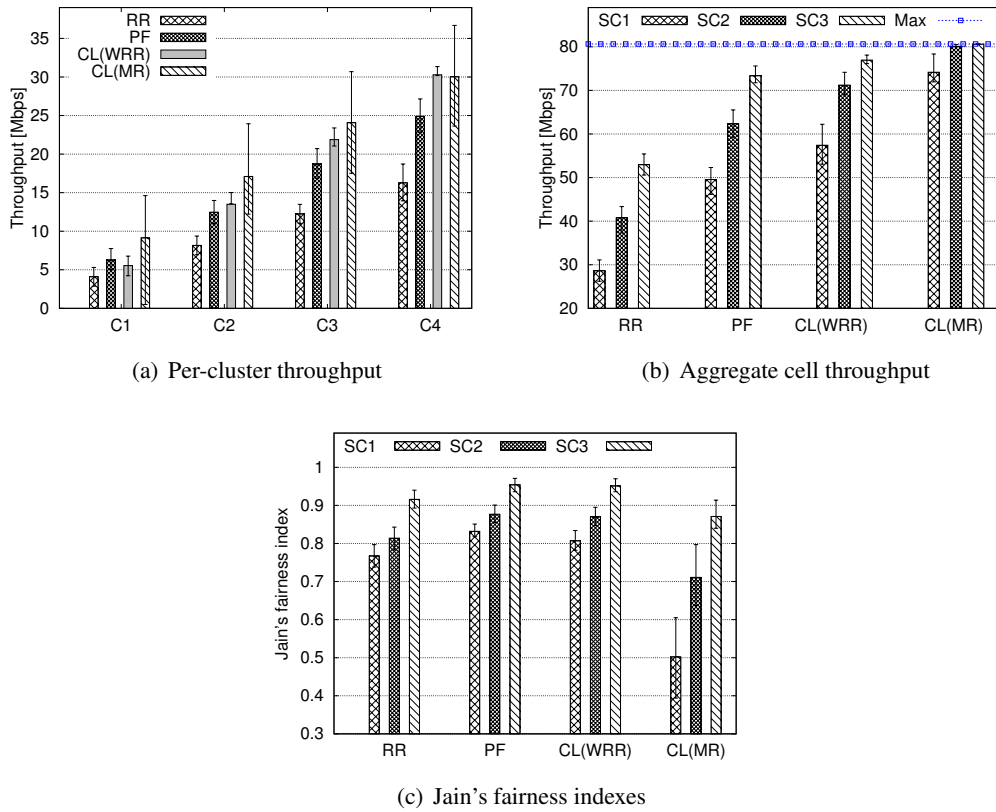 RR
PF
CL(WRR)
CL(MR)
Throughput [Mbps]
35
30
25
20
15
10
5
0
C1 C2 C3 C4
(a) Per-cluster throughput
SC1 SC2 SC3 Max
Throughput [Mbps]
80
70
60
50
40
30
20
RR PF CL(WRR) CL(MR)
(b) Aggregate cell throughput
SC1 SC2 SC3
Jain's fairness index
1
0.9
0.8
0.7
0.6
0.5
0.4
0.3
RR PF CL(WRR) CL(MR)
(c) Jain's fairness indexes